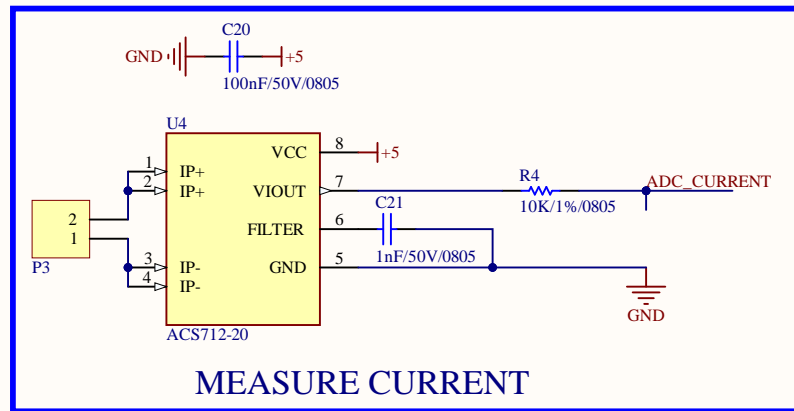 C20
GND
+5
100nF/50V/0805
U4
VCC
8
+5
1
IP+
2
IP+
VIOUT
7
R4
10K/1%/0805
ADC_CURRENT
C21
FILTER
6
1nF/50V/0805
2
1
P3
3
IP-
4
IP-
GND
5
GND
ACS712-20
MEASURE CURRENT